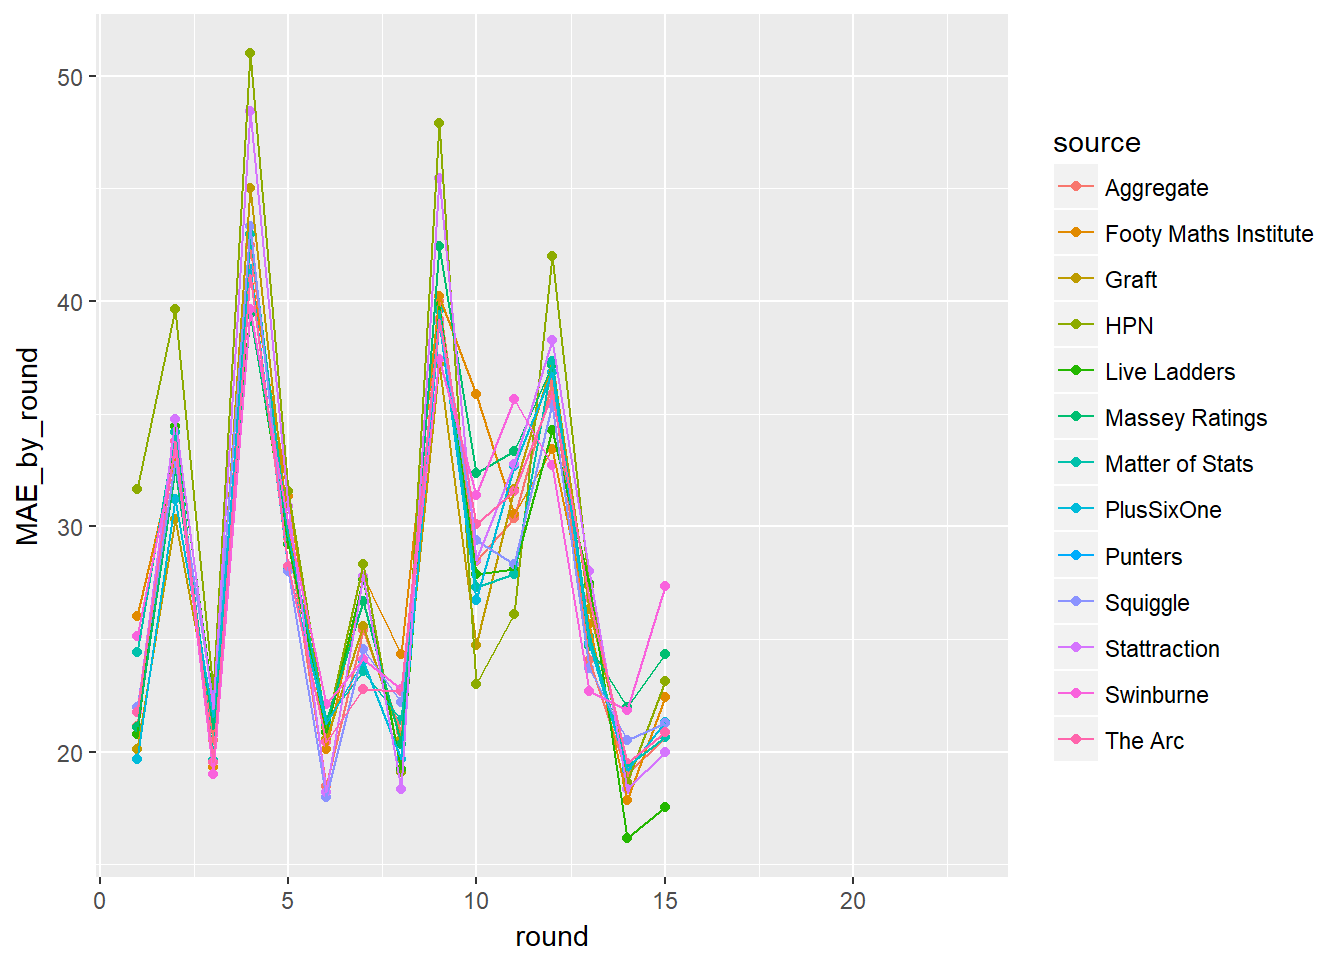 MAE_by_round
50
40
30
20
0
5
10
15
20
round
source
Aggregate
Footy Maths Institute
Graft
HPN
Live Ladders
Massey Ratings
Matter of Stats
PlusSixOne
Punters
Squiggle
Stattraction
Swinburne
The Arc